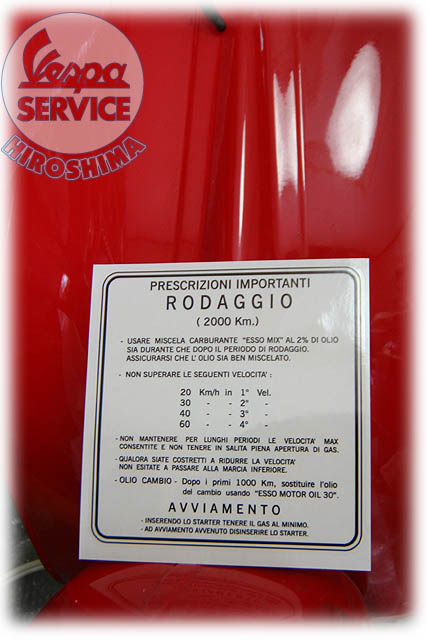 Vespa
SERVICE
HIROSHIMA
PRESCRIZIONI IMPORTANTI
RODAGGIO
( 2000 Km.)
- USARE MISCELA CARBURANTE "ESSO MIX" AL 2% DI OLIO
SIA DURANTE CHE DOPO IL PERIODO DI RODAGGIO.
ASSICURARSI CHE L' OLIO SIA BEN MISCELATO.
- NON SUPERARE LE SEGUENTI VELOCITA' :
20 Km/h in 1° Vel.
30 - - 2° -
40 - - 3° -
60 - - 4° -
- NON MANTENERE PER LUNGHI PERIODI LE VELOCITA' MAX
CONSENTITE E NON TENERE IN SALITA PIENA APERTURA DI GAS.
- QUALORA SIATE COSTRETTI A RIDURRE LA VELOCITA'
NON ESITATE A PASSARE ALLA MARCIA INFERIORE.
- OLIO CAMBIO - Dopo i primi 1000 Km, sostituire l'olio
del cambio usando "ESSO MOTOR OIL 30".
AVVIAMENTO
- INSERENDO LO STARTER TENERE IL GAS AL MINIMO.
- AD AVVIAMENTO AVVENUTO DISINSERIRE LO STARTER.